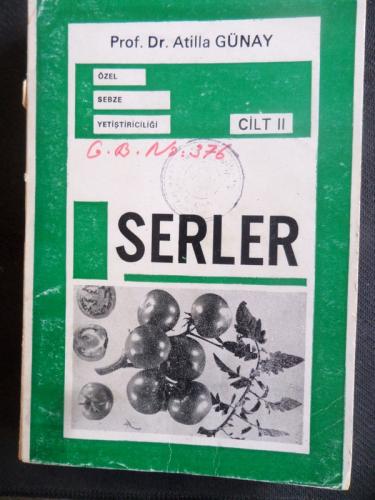 Prof. Dr. Atilla GÜNAY
ÖZEL
SEBZE
YETİŞTİRİCİLİĞİ
CİLT II
G.B. No: 376
SERLER